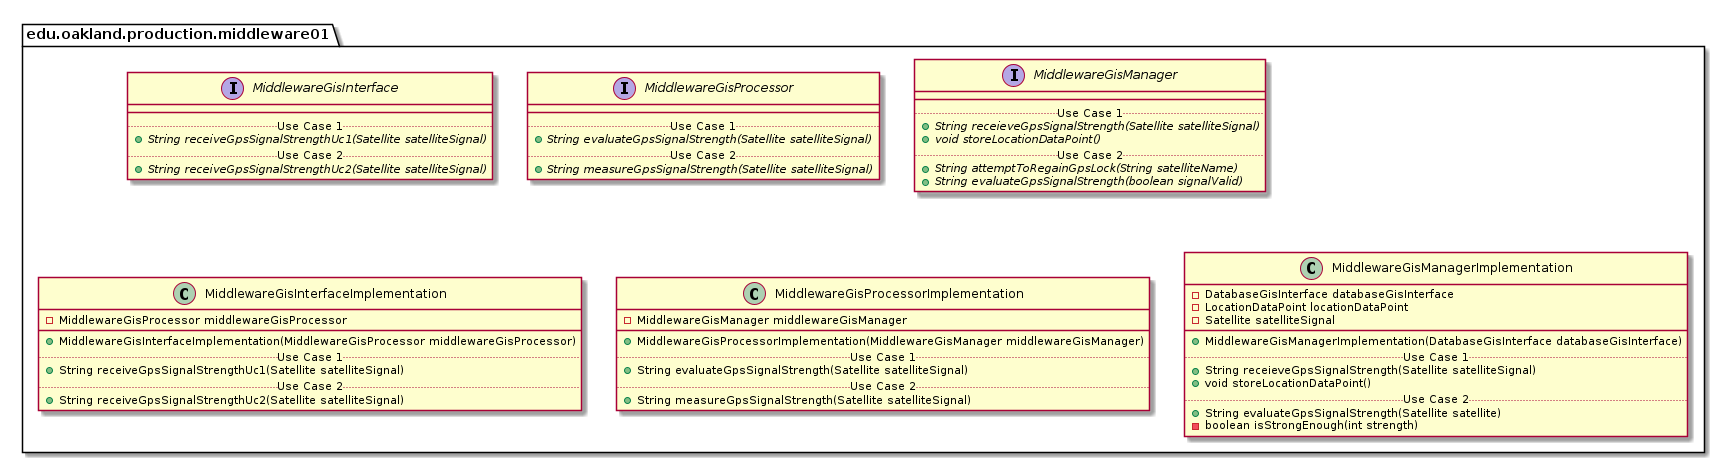 edu.oakland.production.middleware01
I MiddlewareGisInterface
Use Case 1
String receiveGpsSignalStrengthUc1(Satellite satelliteSignal)
Use Case 2
String receiveGpsSignalStrengthUc2(Satellite satelliteSignal)
I MiddlewareGisProcessor
Use Case 1
String evaluateGpsSignalStrength(Satellite satelliteSignal)
Use Case 2
String measureGpsSignalStrength(Satellite satelliteSignal)
I MiddlewareGisManager
Use Case 1
String receieveGpsSignalStrength(Satellite satelliteSignal)
void storeLocationDataPoint()
Use Case 2
String attemptToRegainGpsLock(String satelliteName)
String evaluateGpsSignalStrength(boolean signalValid)
C MiddlewareGisInterfaceImplementation
MiddlewareGisProcessor middlewareGisProcessor
MiddlewareGisInterfaceImplementation(MiddlewareGisProcessor middlewareGisProcessor)
Use Case 1
String receiveGpsSignalStrengthUc1(Satellite satelliteSignal)
Use Case 2
String receiveGpsSignalStrengthUc2(Satellite satelliteSignal)
C MiddlewareGisProcessorImplementation
MiddlewareGisManager middlewareGisManager
MiddlewareGisProcessorImplementation(MiddlewareGisManager middlewareGisManager)
Use Case 1
String evaluateGpsSignalStrength(Satellite satelliteSignal)
Use Case 2
String measureGpsSignalStrength(Satellite satelliteSignal)
C MiddlewareGisManagerImplementation
DatabaseGisInterface databaseGisInterface
LocationDataPoint locationDataPoint
Satellite satelliteSignal
MiddlewareGisManagerImplementation(DatabaseGisInterface databaseGisInterface)
Use Case 1
String receieveGpsSignalStrength(Satellite satelliteSignal)
void storeLocationDataPoint()
Use Case 2
String evaluateGpsSignalStrength(Satellite satellite)
boolean isStrongEnough(int strength)